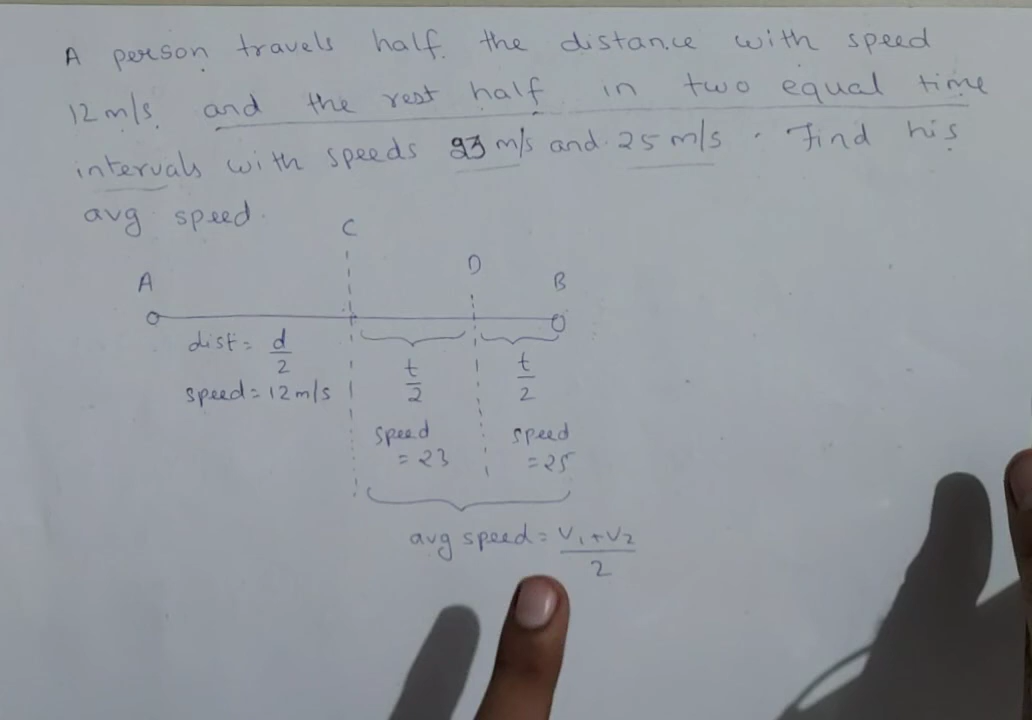 A person travels half the distance with speed
12 m/s and the rest half in two equal time
intervals with speeds 23 m/s and 25 m/s. Find his
avg speed.
C
D
A
B
dist = d/2
t/2
t/2
speed = 12 m/s
speed
speed
= 23
= 25
avg speed = V₁ + V₂ / 2